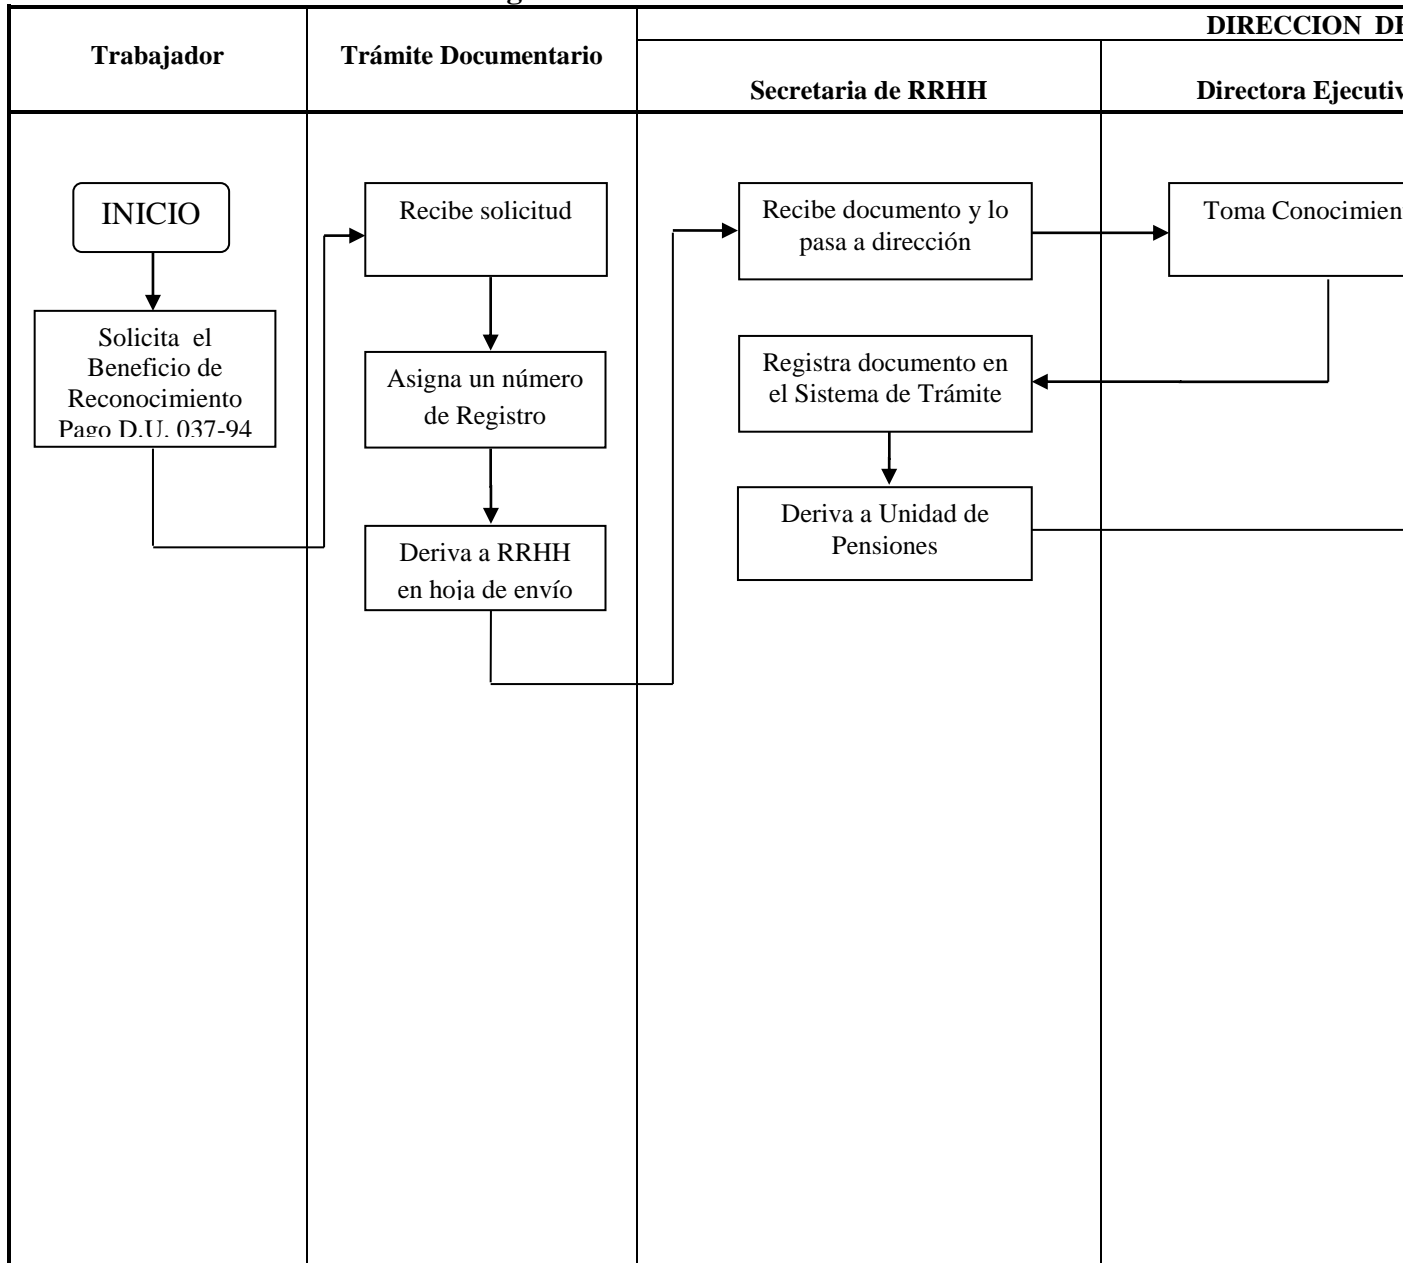 DIRECCION DE
Trabajador
Trámite Documentario
Secretaria de RRHH
Directora Ejecutiv
INICIO
Solicita el
Beneficio de
Reconocimiento
Pago D.U. 037-94
Recibe solicitud
Asigna un número
de Registro
Deriva a RRHH
en hoja de envío
Recibe documento y lo
pasa a dirección
Toma Conocimien
Registra documento en
el Sistema de Trámite
Deriva a Unidad de
Pensiones